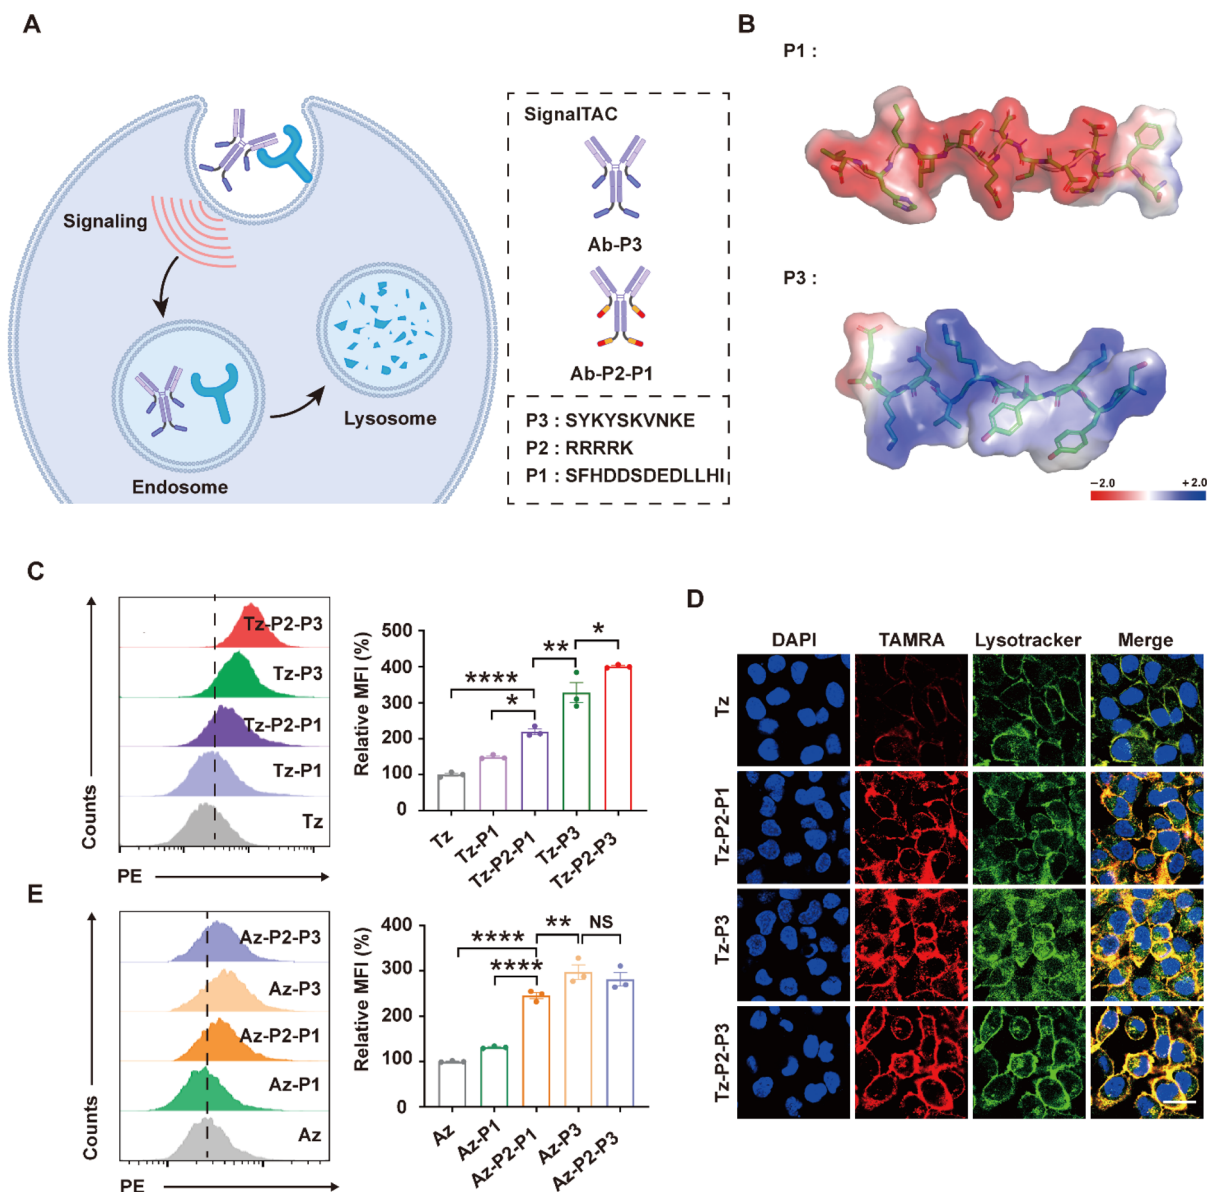 A
Signaling
Endosome
Lysosome
SignalTAC
Ab-P3
Ab-P2-P1
P3 : SYKYSKVNKE
P2 : RRRRK
P1 : SFHDDSDEDLLHI
B
P1 :
P3 :
−2.0 +2.0
C
Counts
Tz-P2-P3
Tz-P3
Tz-P2-P1
Tz-P1
Tz
PE
Relative MFI (%)
500
400
300
200
100
0
**** * ** *
Tz Tz-P1 Tz-P2-P1 Tz-P3 Tz-P2-P3
D
DAPI TAMRA Lysotracker Merge
Tz
Tz-P2-P1
Tz-P3
Tz-P2-P3
E
Counts
Az-P2-P3
Az-P3
Az-P2-P1
Az-P1
Az
PE
Relative MFI (%)
400
300
200
100
0
**** **** ** NS
Az Az-P1 Az-P2-P1 Az-P3 Az-P2-P3